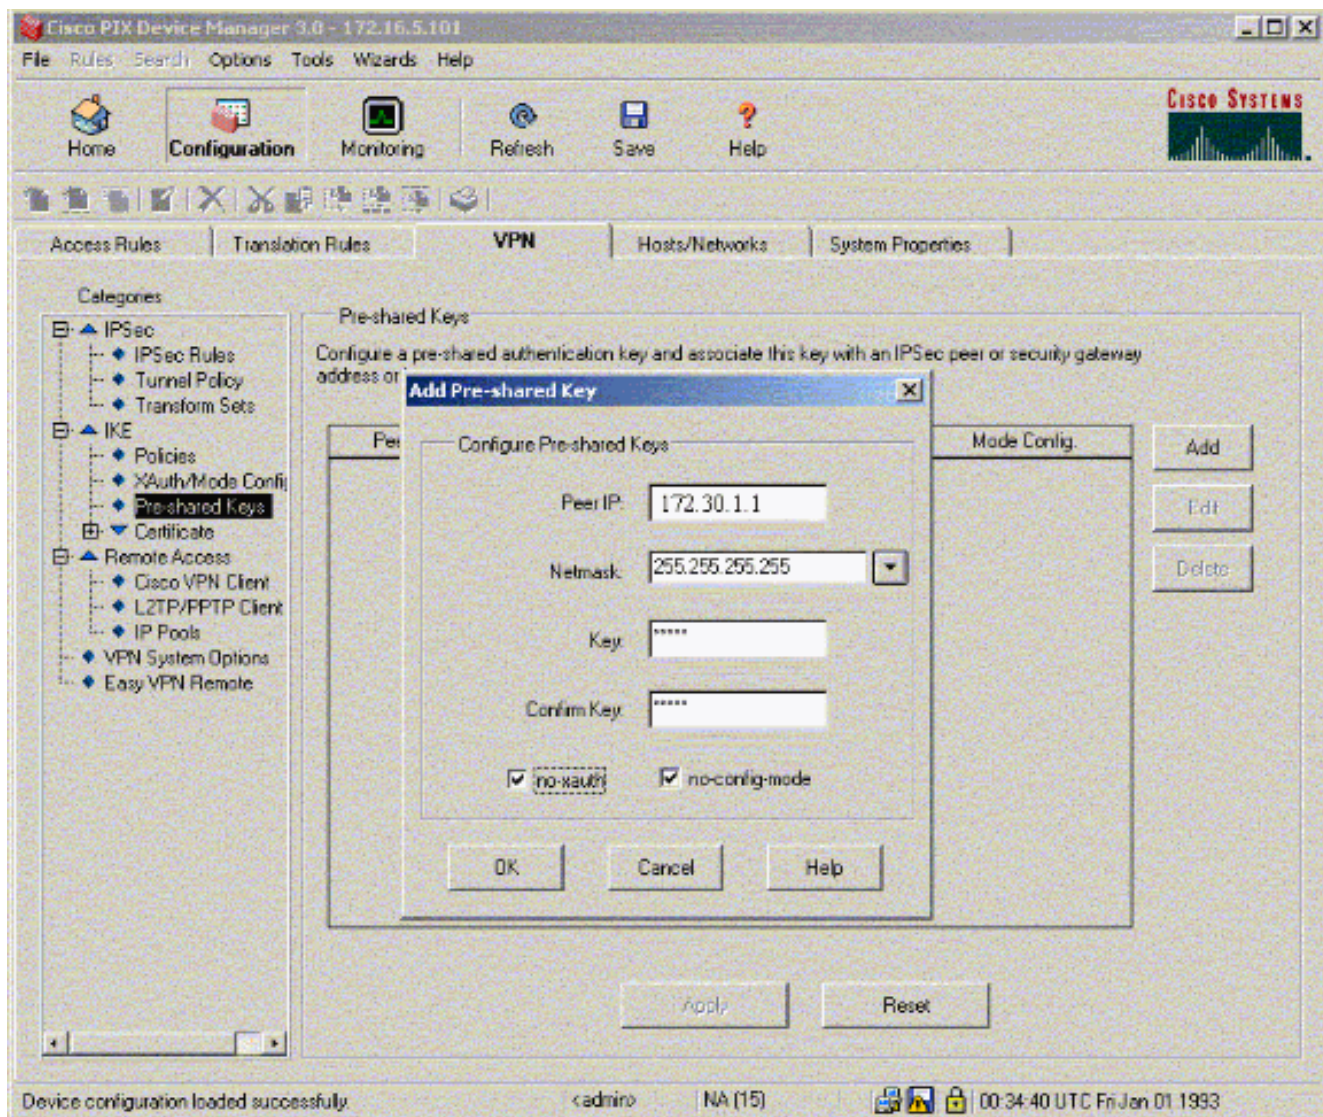 Cisco PIX Device Manager 3.0 - 172.16.5.101
File Rules Search Options Tools Wizards Help
CISCO SYSTEMS
Home Configuration Monitoring Refresh Save Help
Access Rules Translation Rules VPN Hosts/Networks System Properties
Categories
IPSec
IPSec Rules
Tunnel Policy
Transform Sets
IKE
Policies
XAuth/Mode Config
Pre-shared Keys
Certificate
Remote Access
Cisco VPN Client
L2TP/PPTP Client
IP Pools
VPN System Options
Easy VPN Remote
Pre-shared Keys
Configure a pre-shared authentication key and associate this key with an IPSec peer or security gateway
address or
Pee
Mode Config.
Add
Edit
Delete
Add Pre-shared Key
Configure Pre-shared Keys
Peer IP: 172.30.1.1
Netmask: 255.255.255.255
Key: *****
Confirm Key: *****
no-xauth no-config-mode
OK Cancel Help
Apply Reset
Device configuration loaded successfully. <admin> NA (15) 00:34:40 UTC Fri Jan 01 1993